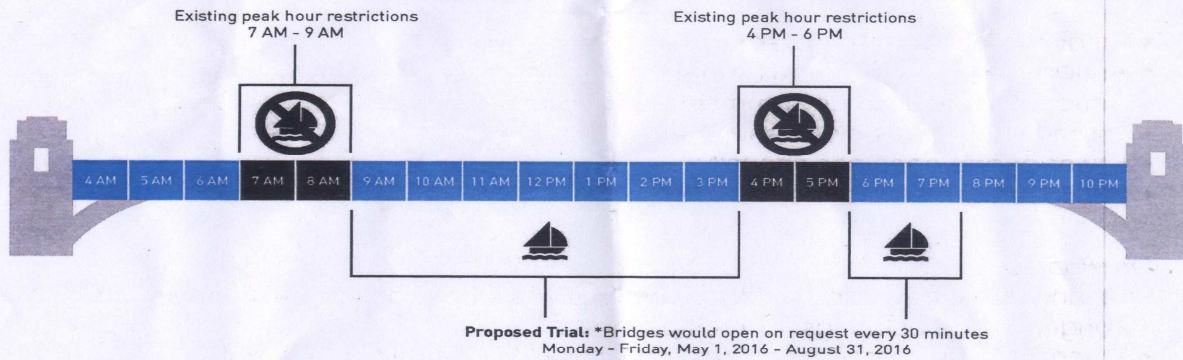 Existing peak hour restrictions
7 AM - 9 AM
Existing peak hour restrictions
4 PM - 6 PM
4 AM 5 AM 6 AM 7 AM 8 AM 9 AM 10 AM 11 AM 12 PM 1 PM 2 PM 3 PM 4 PM 5 PM 6 PM 7 PM 8 PM 9 PM 10 PM
Proposed Trial: *Bridges would open on request every 30 minutes
Monday - Friday, May 1, 2016 - August 31, 2016